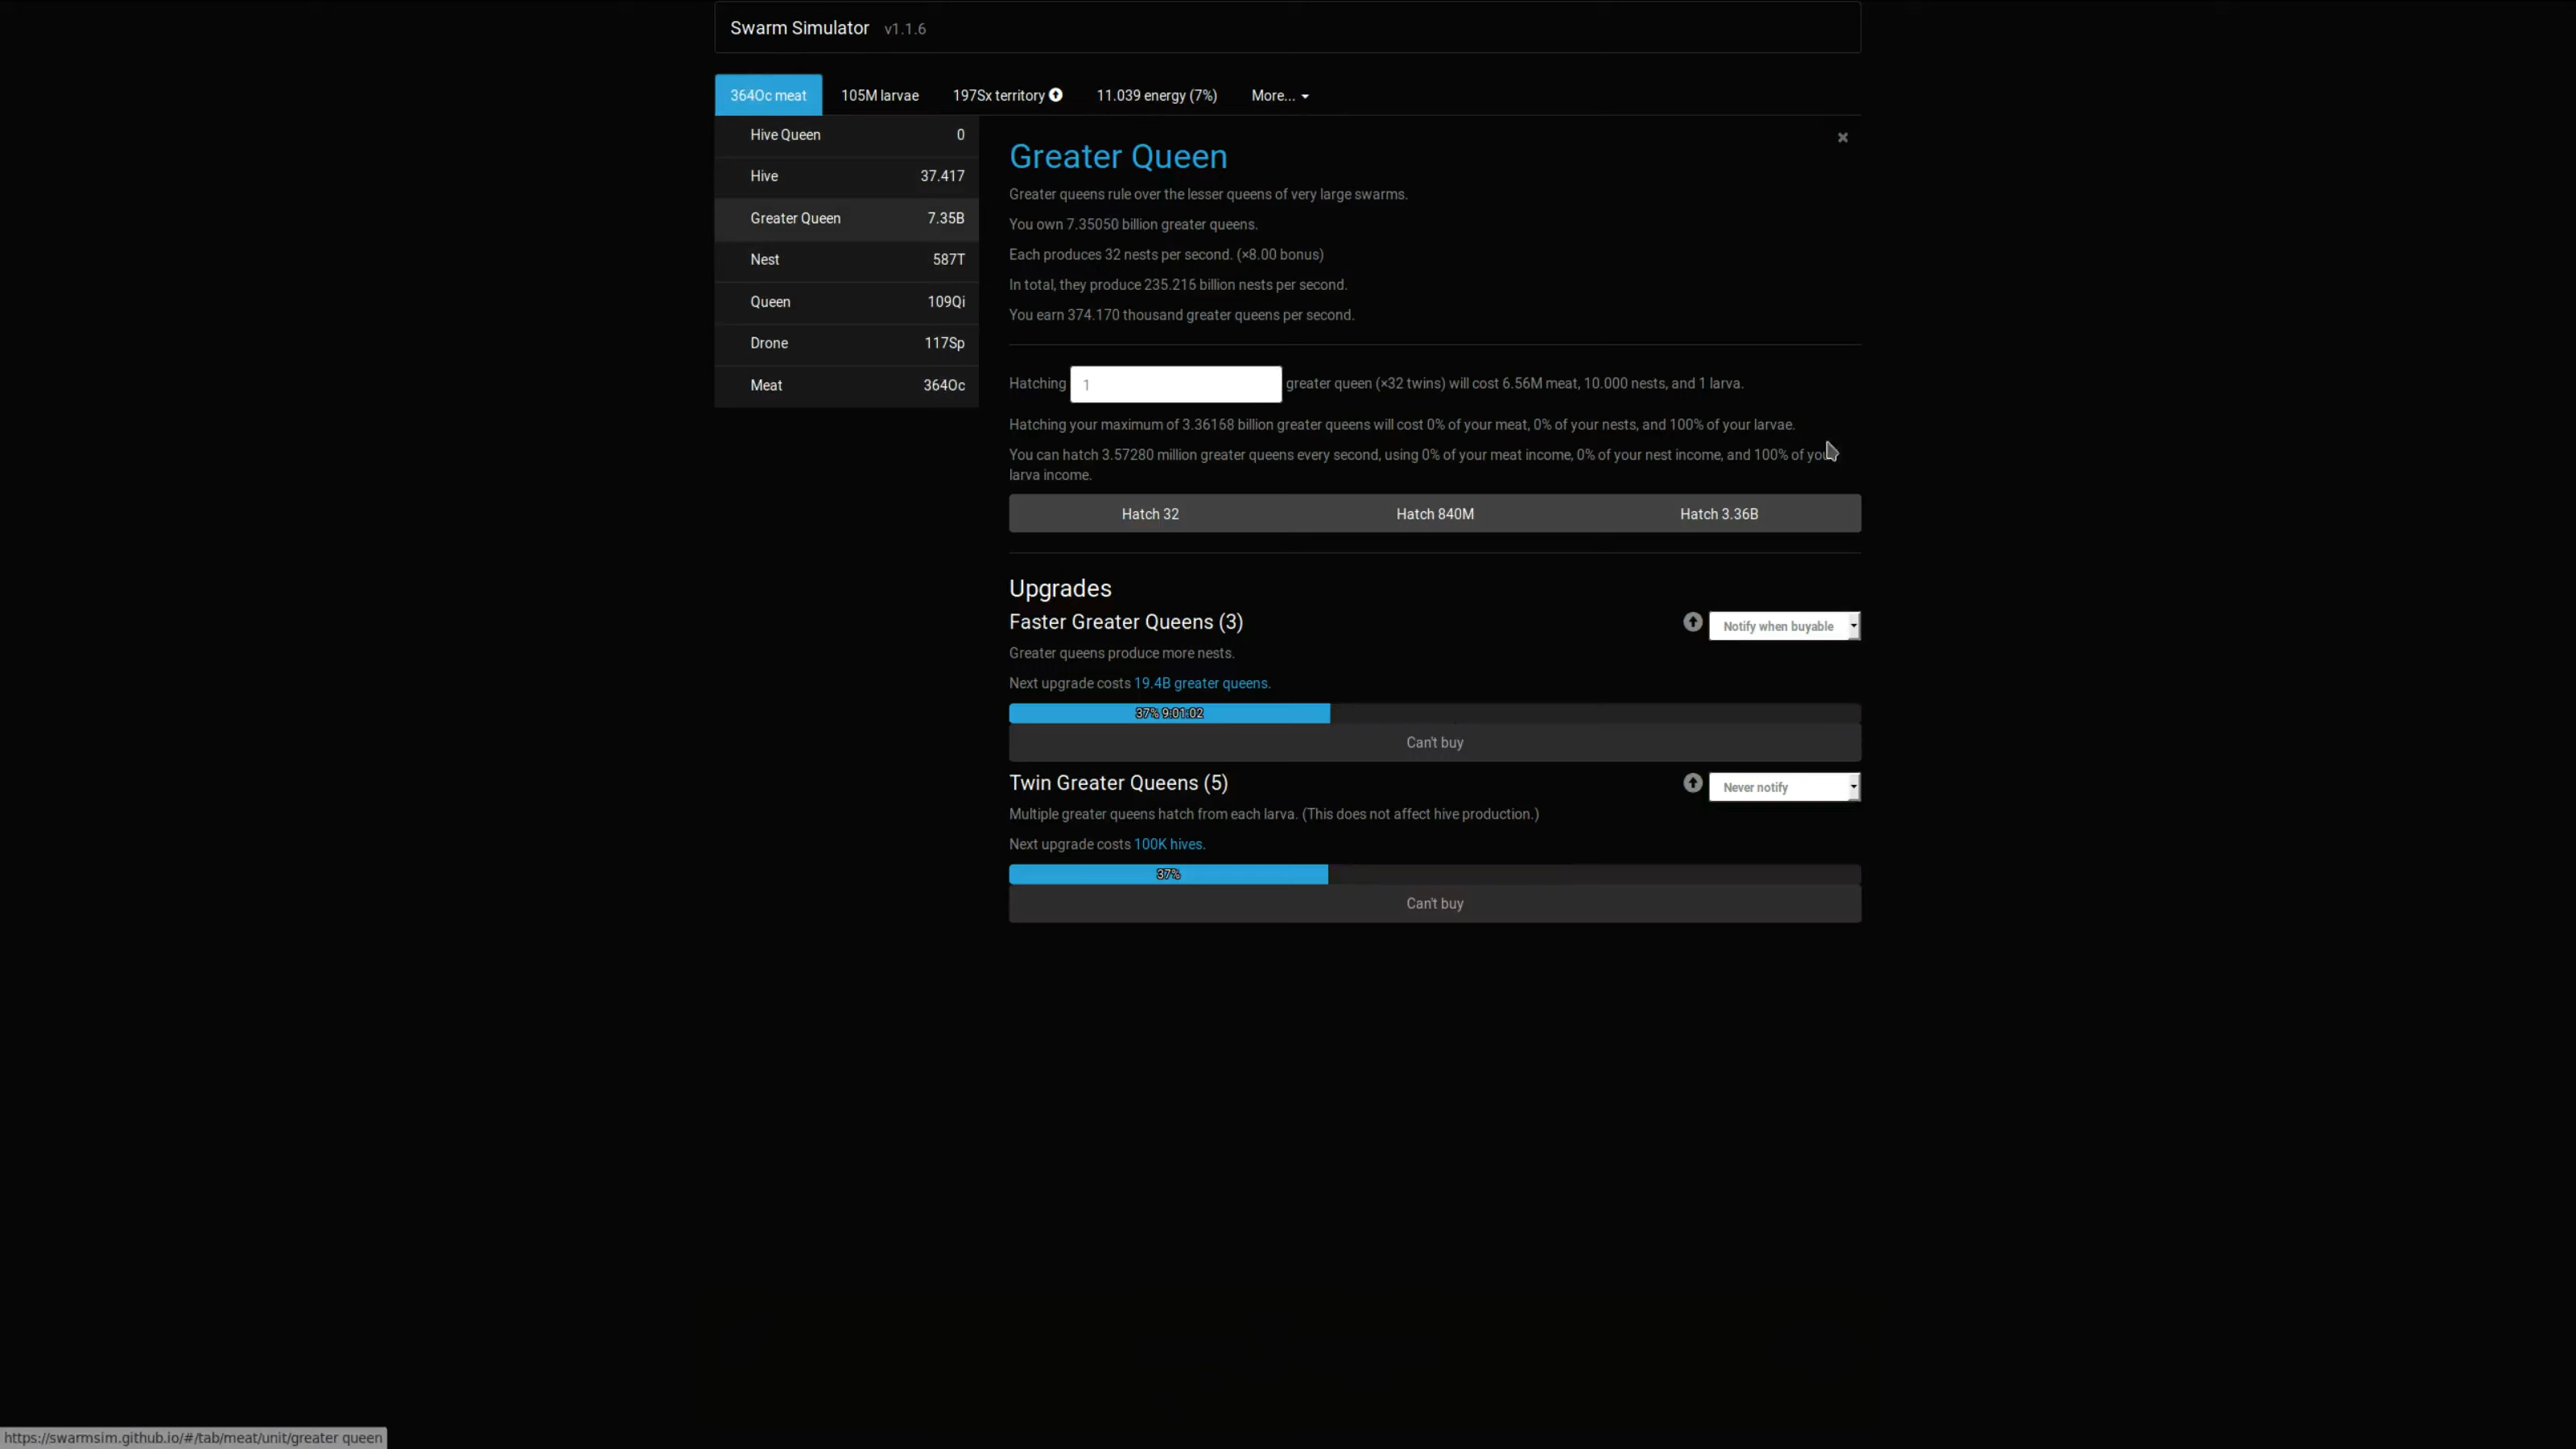 Swarm Simulator v1.1.6
364Oc meat
105M larvae
197Sx territory
11.039 energy (7%)
More...
Hive Queen 0
Hive 37.417
Greater Queen 7.35B
Nest 587T
Queen 109Qi
Drone 117Sp
Meat 364Oc
Greater Queen
Greater queens rule over the lesser queens of very large swarms.
You own 7.35050 billion greater queens.
Each produces 32 nests per second. (×8.00 bonus)
In total, they produce 235.216 billion nests per second.
You earn 374.170 thousand greater queens per second.
Hatching 1 greater queen (×32 twins) will cost 6.56M meat, 10.000 nests, and 1 larva.
Hatching your maximum of 3.36168 billion greater queens will cost 0% of your meat, 0% of your nests, and 100% of your larvae.
You can hatch 3.57280 million greater queens every second, using 0% of your meat income, 0% of your nest income, and 100% of your
larva income.
Hatch 32
Hatch 840M
Hatch 3.36B
Upgrades
Faster Greater Queens (3)
Notify when buyable
Greater queens produce more nests.
Next upgrade costs 19.4B greater queens.
37% 9:01:02
Can't buy
Twin Greater Queens (5)
Never notify
Multiple greater queens hatch from each larva. (This does not affect hive production.)
Next upgrade costs 100K hives.
37%
Can't buy
https://swarmsim.github.io/#/tab/meat/unit/greater queen